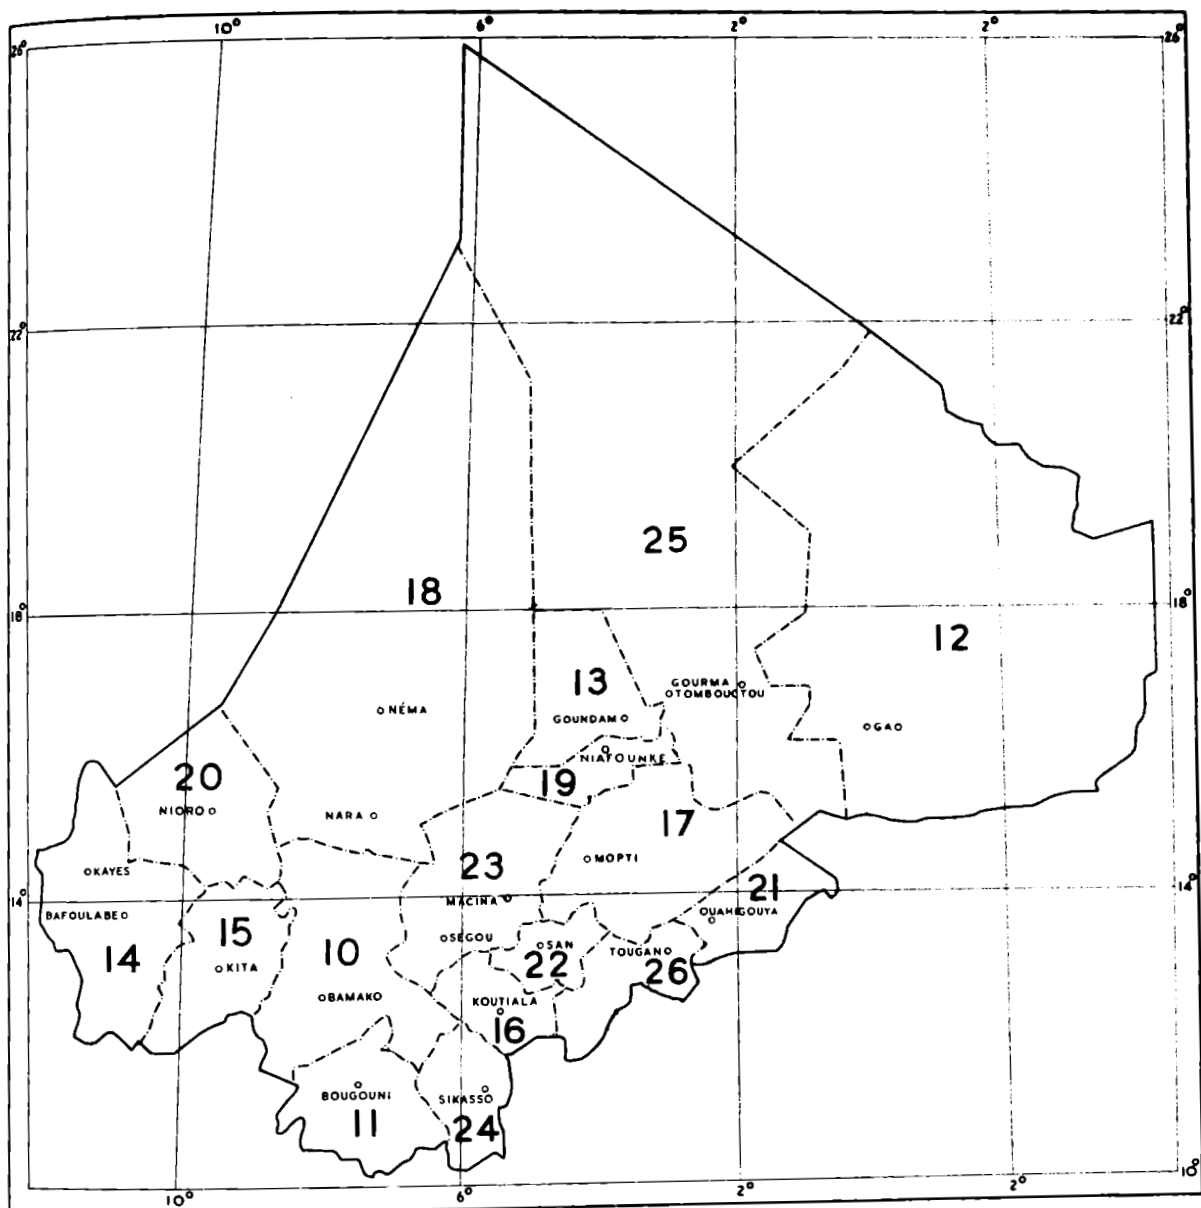 10° 6° 2° 2°
26° 26°
22° 22°
25
18
18° 18°
12
13
GOURMA
OTOMBOUCTOU
NÉMA
GOUNDAM
GAO
NIAFOUNKE
20
19
NIORO
NARA
17
MOPTI
23
KAYES
21
14° 14°
MACINA
BAFOULABE
OUAHIGOUYA
15
SEGOU
SAN
TOUGAN
14
10
22
26
KITA
BAMAKO
KOUTIALA
16
BOUGOUNI
SIKASSO
11
24
10°
10° 6° 2° 2°